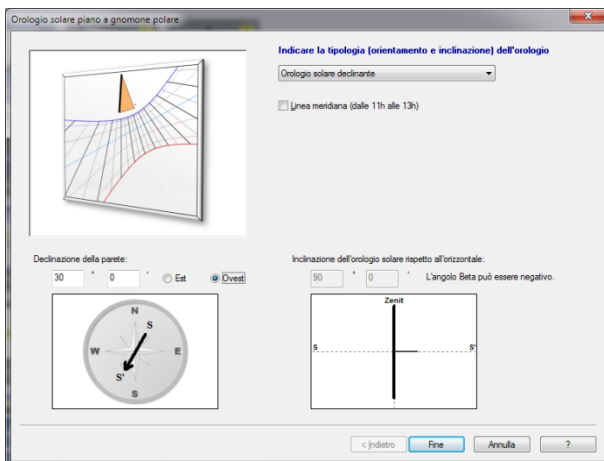 Orologio solare piano a gnomone polare
Indicare la tipologia (orientamento e inclinazione) dell'orologio
Orologio solare declinante
Linea meridiana (dalle 11h alle 13h)
Declinazione della parete:
30 ° 0 ' Est Ovest
Inclinazione dell'orologio solare rispetto all'orizzontale:
90 ° 0 ' L'angolo Beta può essere negativo.
N
S
W E
S'
S
Zenit
S S'
< Indietro Fine Annulla ?